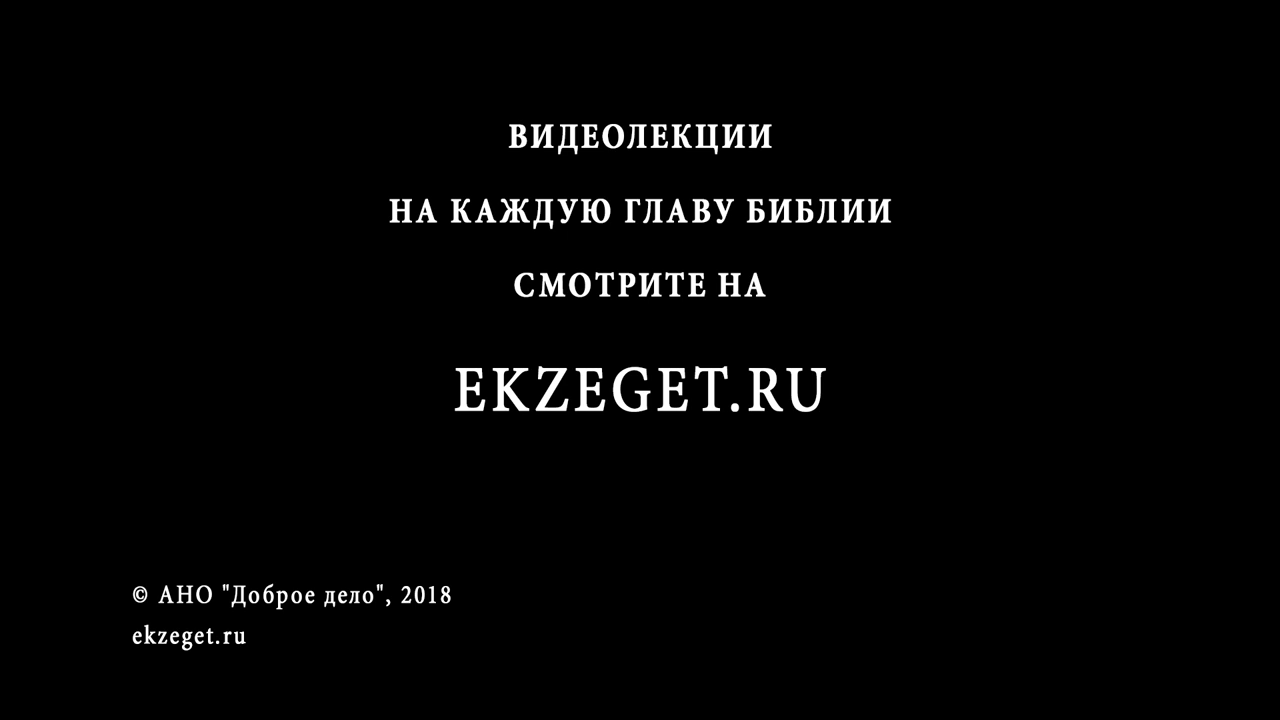 ВИДЕОЛЕКЦИИ
НА КАЖДУЮ ГЛАВУ БИБЛИИ
СМОТРИТЕ НА
EKZEGET.RU
© АНО "Доброе дело", 2018
ekzeget.ru